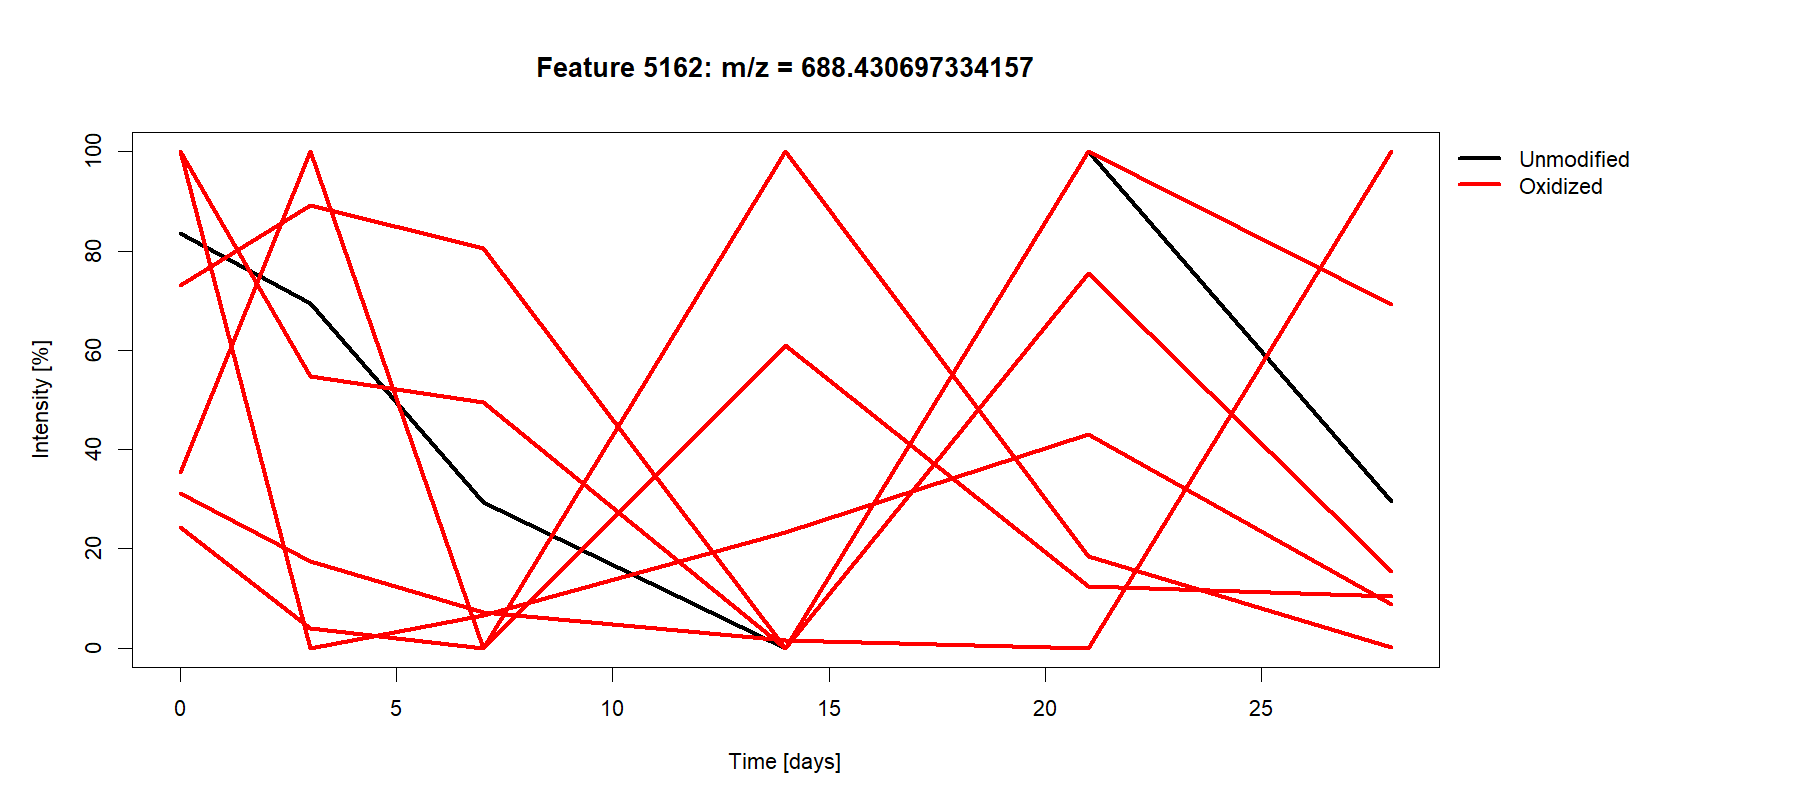 Feature 5162: m/z = 688.430697334157
Unmodified
Oxidized
Intensity [%]
100
80
60
40
20
0
0 5 10 15 20 25
Time [days]